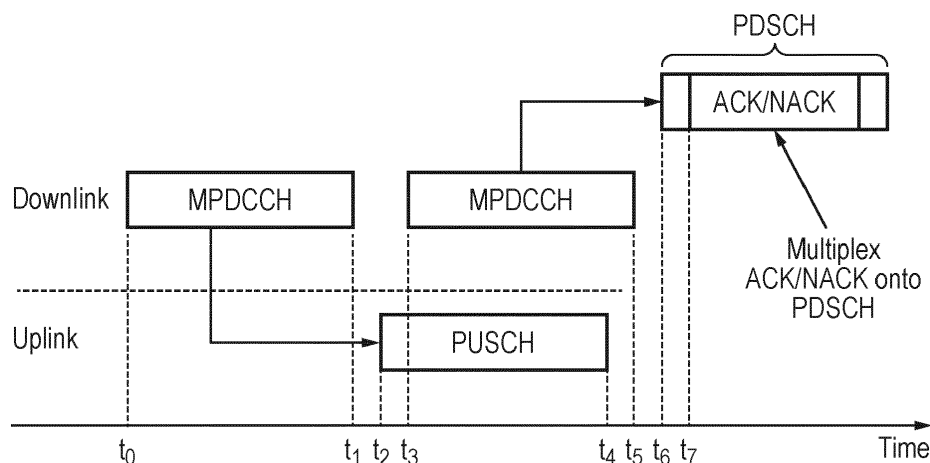 PDSCH
ACK/NACK
Downlink
MPDCCH
MPDCCH
Multiplex
ACK/NACK onto
PDSCH
Uplink
PUSCH
t0
t1
t2
t3
t4
t5
t6
t7
Time